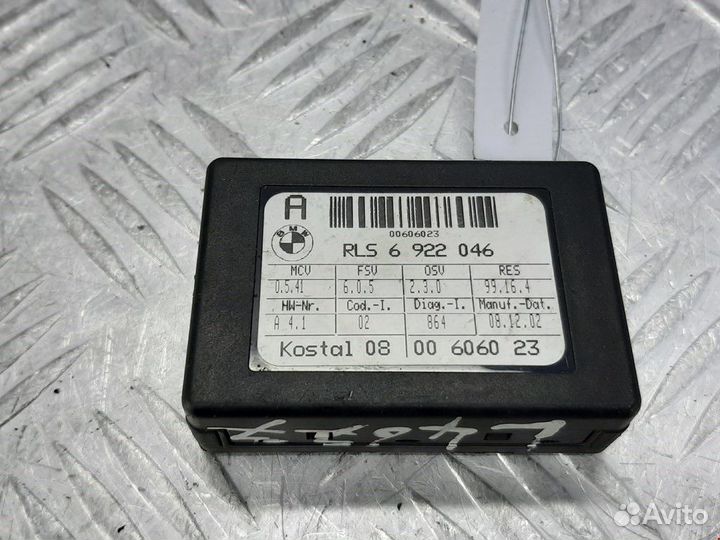 A
00606023
BMW
RLS 6 922 046
MCV FSV OSV RES
0.5.41 6.0.5 2.3.0 99.16.4
HW-Nr. Cod.-I. Diag.-I. Manuf.-Dat.
A 4.1 02 864 08.12.02
Kostal 08 00 606 0 23
Avito